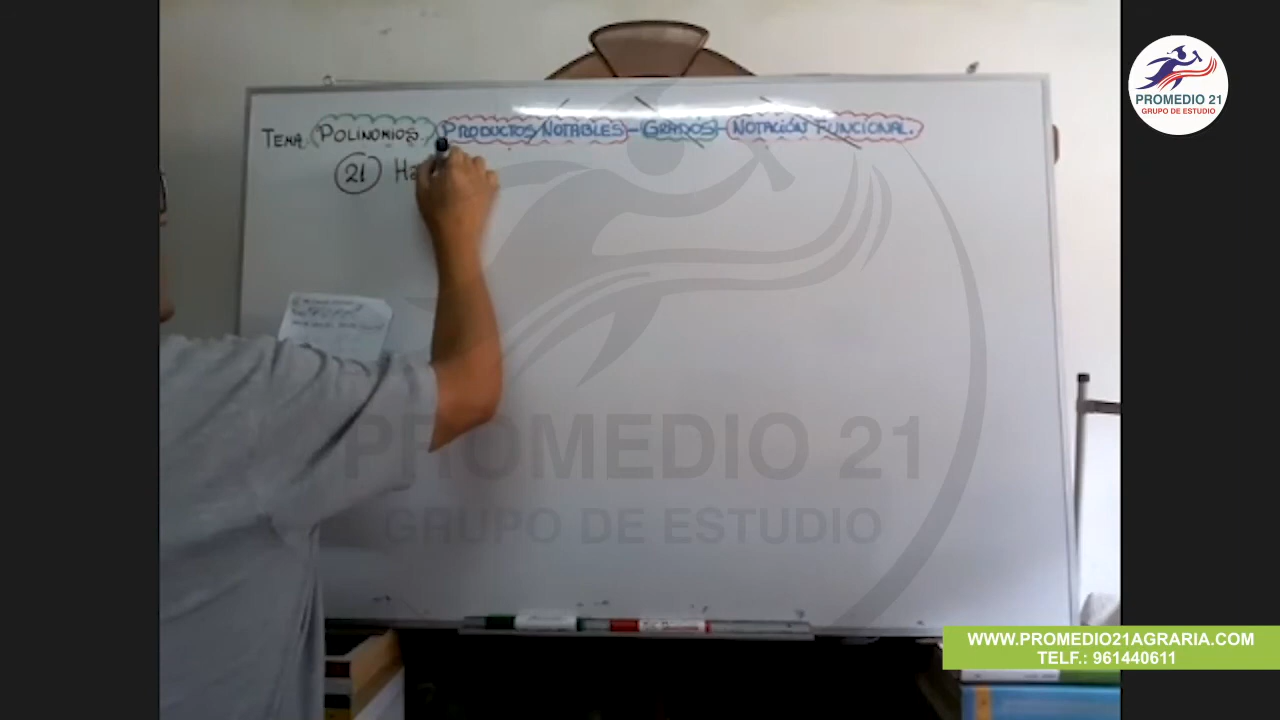 TEMA: POLINOMIOS, PRODUCTOS NOTABLES - GRADOS - NOTACIÓN FUNCIONAL.
21 Ha
PROMEDIO 21
GRUPO DE ESTUDIO
PROMEDIO 21
GRUPO DE ESTUDIO
WWW.PROMEDIO21AGRARIA.COM
TELF.: 961440611